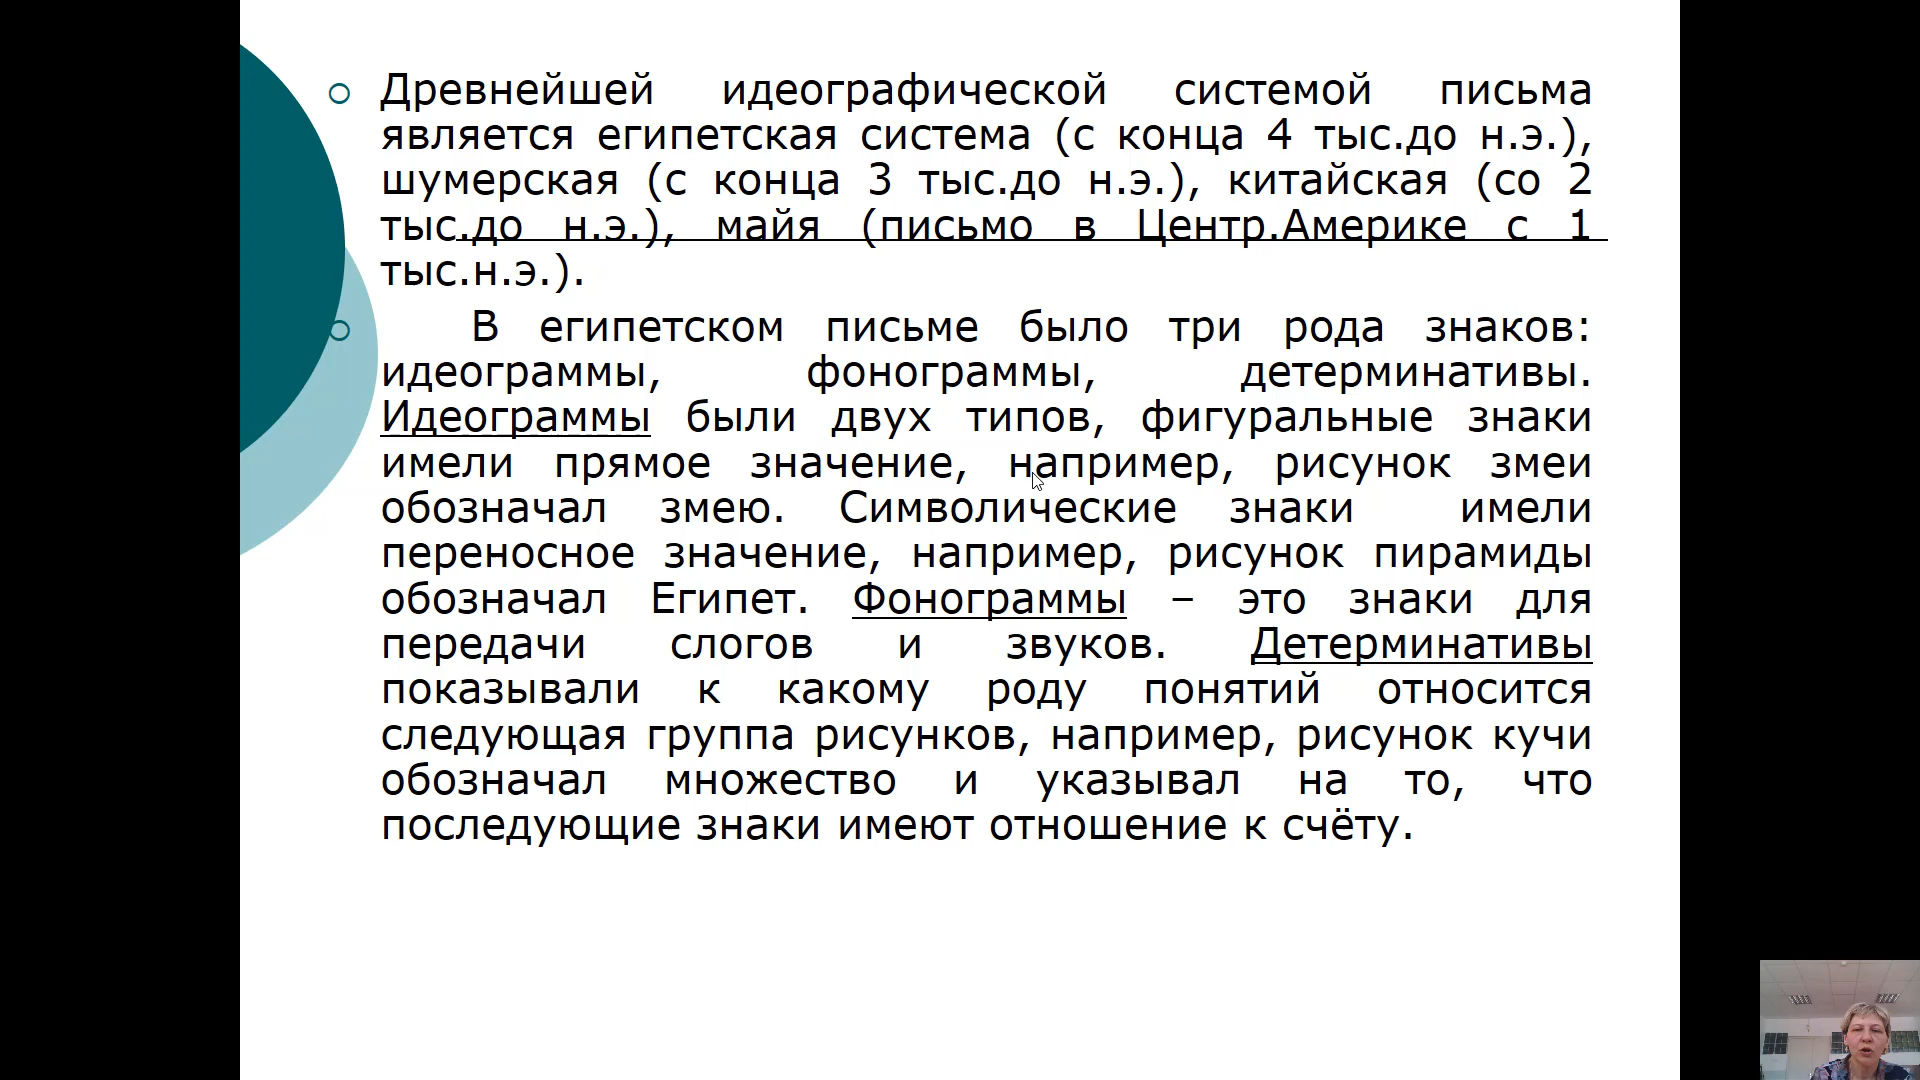 Древнейшей идеографической системой письма
является египетская система (с конца 4 тыс.до н.э.),
шумерская (с конца 3 тыс.до н.э.), китайская (со 2
тыс.до н.э.), майя (письмо в Центр.Америке с 1
тыс.н.э.).
В египетском письме было три рода знаков:
идеограммы, фонограммы, детерминативы.
Идеограммы были двух типов, фигуральные знаки
имели прямое значение, например, рисунок змеи
обозначал змею. Символические знаки имели
переносное значение, например, рисунок пирамиды
обозначал Египет. Фонограммы – это знаки для
передачи слогов и звуков. Детерминативы
показывали к какому роду понятий относится
следующая группа рисунков, например, рисунок кучи
обозначал множество и указывал на то, что
последующие знаки имеют отношение к счёту.